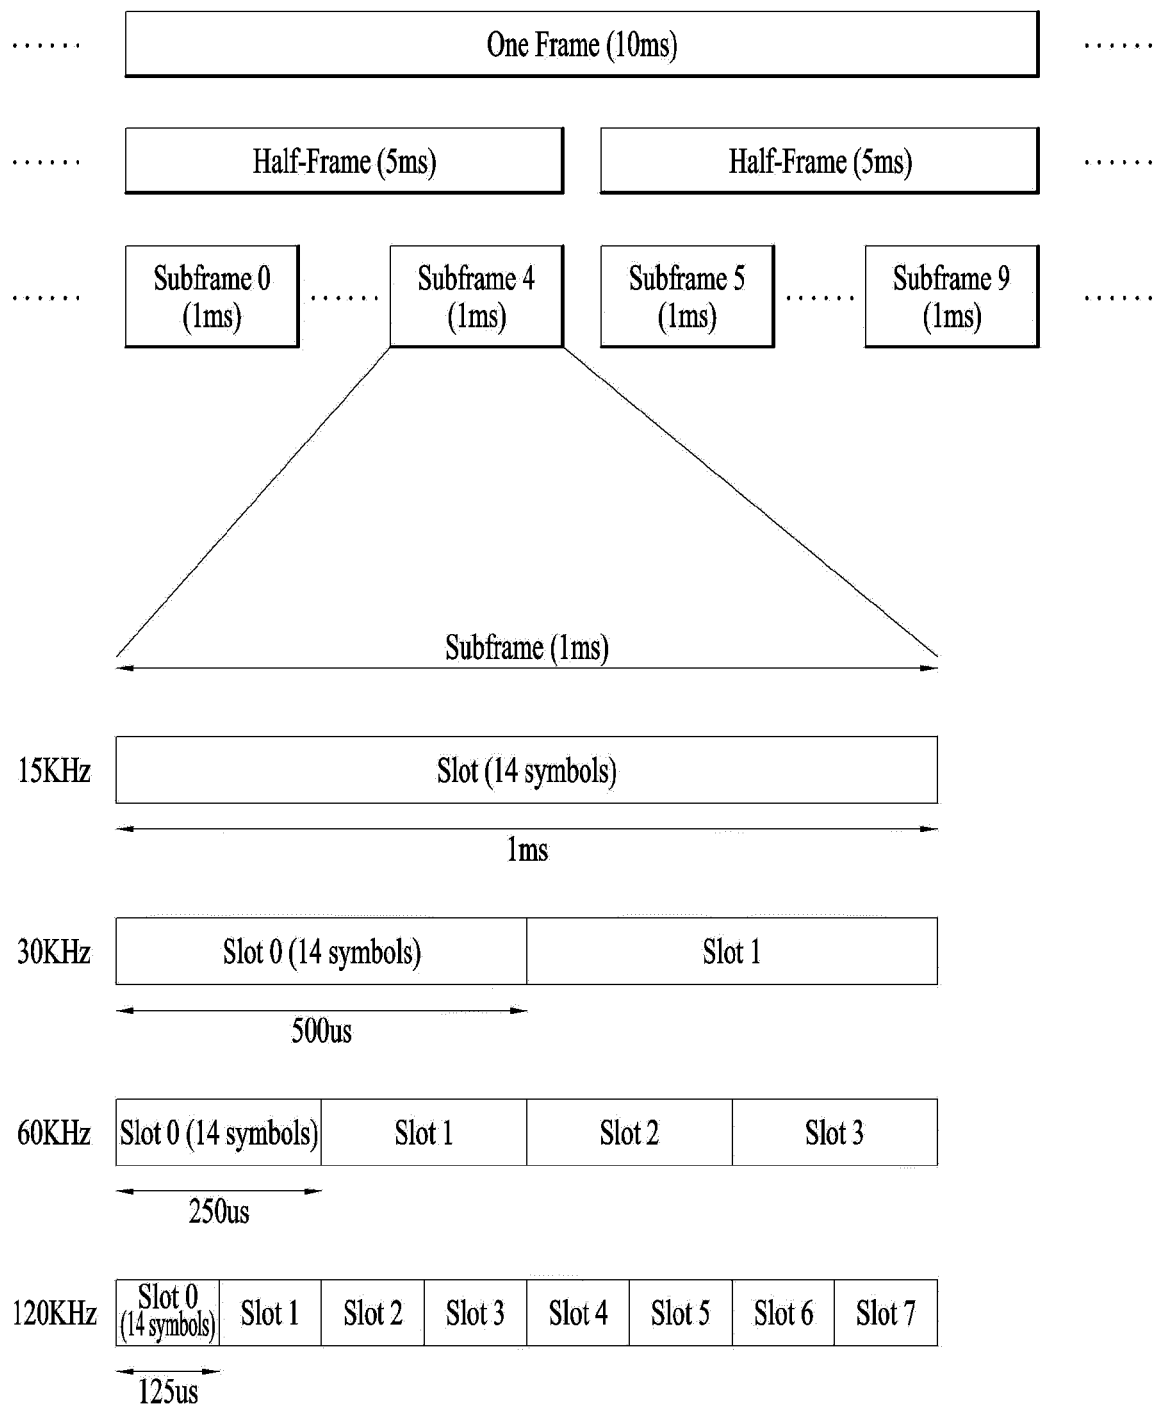 ...... One Frame (10ms) ......
...... Half-Frame (5ms) Half-Frame (5ms) ......
Subframe 0 Subframe 4 Subframe 5 Subframe 9
...... (1ms) ...... (1ms) (1ms) ...... (1ms) ......
Subframe (1ms)
15KHz Slot (14 symbols)
1ms
30KHz Slot 0 (14 symbols) Slot 1
500us
60KHz Slot 0 (14 symbols) Slot 1 Slot 2 Slot 3
250us
120KHz Slot 0 (14 symbols) Slot 1 Slot 2 Slot 3 Slot 4 Slot 5 Slot 6 Slot 7
125us